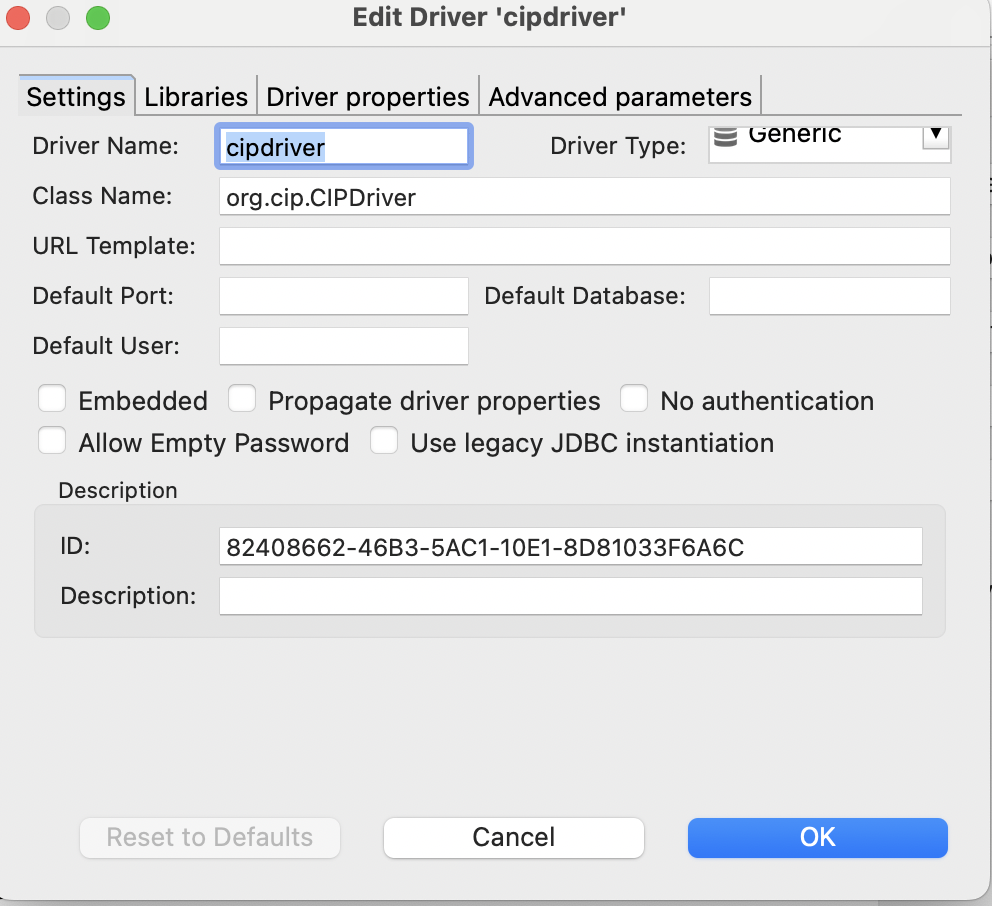 Edit Driver 'cipdriver'
Settings Libraries Driver properties Advanced parameters
Driver Name: cipdriver Driver Type: Generic
Class Name: org.cip.CIPDriver
URL Template:
Default Port: Default Database:
Default User:
Embedded Propagate driver properties No authentication
Allow Empty Password Use legacy JDBC instantiation
Description
ID: 82408662-46B3-5AC1-10E1-8D81033F6A6C
Description:
Reset to Defaults Cancel OK